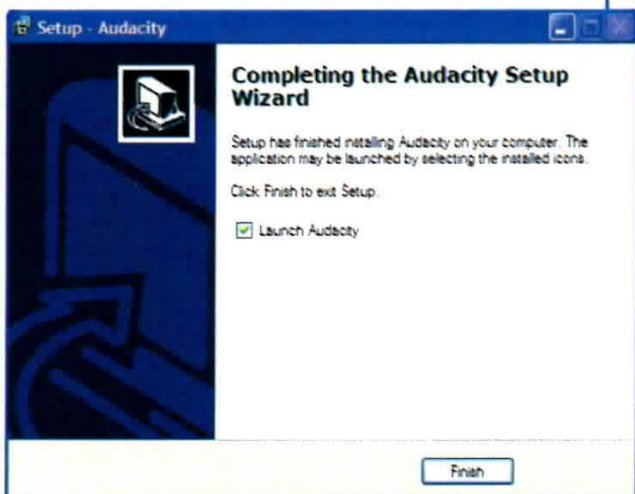 Setup - Audacity
Completing the Audacity Setup
Wizard
Setup has finished installing Audacity on your computer. The
application may be launched by selecting the installed icons.
Click Finish to exit Setup.
Launch Audacity
Finish